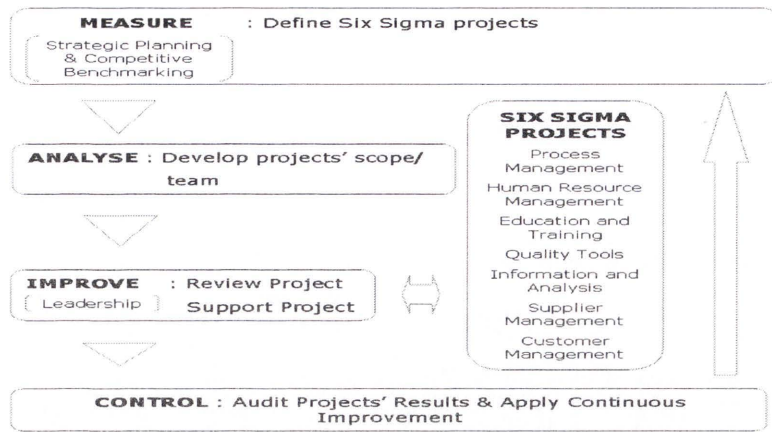 MEASURE : Define Six Sigma projects
Strategic Planning
& Competitive
Benchmarking
ANALYSE : Develop projects' scope/
team
IMPROVE : Review Project
Leadership Support Project
SIX SIGMA
PROJECTS
Process
Management
Human Resource
Management
Education and
Training
Quality Tools
Information and
Analysis
Supplier
Management
Customer
Management
CONTROL : Audit Projects' Results & Apply Continuous
Improvement